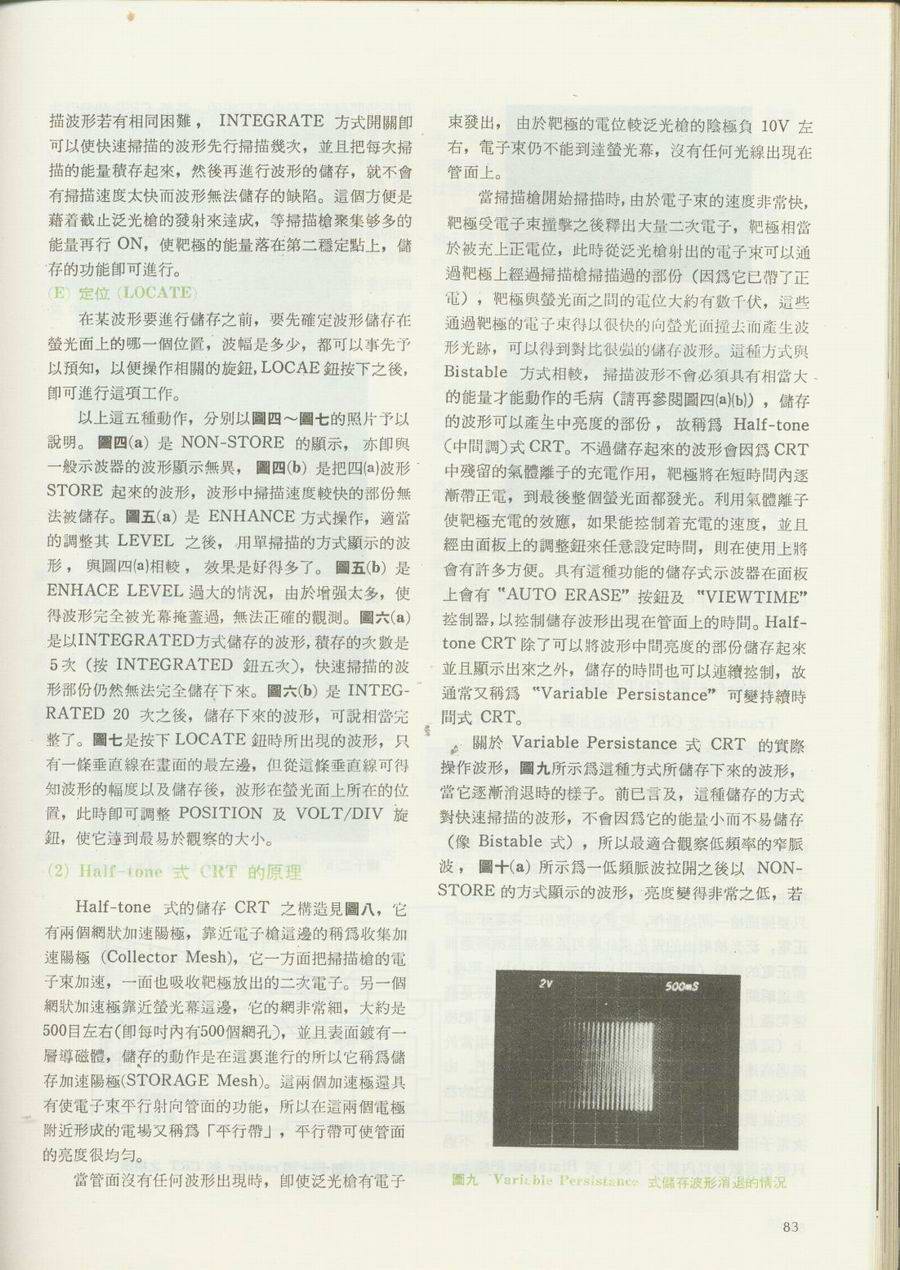 描波形若有相同困難， INTEGRATE 方式開關卽
可以使快速掃描的波形先行掃描幾次，並且把每次掃
描的能量積存起來，然後再進行波形的儲存，就不會
有掃描速度太快而波形無法儲存的缺陷。這個方便是
藉着截止泛光槍的發射來達成，等掃描槍聚集够多的
能量再行 ON，使靶極的能量落在第二穩定點上，儲
存的功能卽可進行。
(E) 定位 (LOCATE)
在某波形要進行儲存之前，要先確定波形儲存在
螢光面上的哪一個位置，波幅是多少，都可以事先予
以預知，以便操作相關的旋鈕，LOCAE 鈕按下之後，
卽可進行這項工作。
以上這五種動作，分別以圖四～圖七的照片予以
說明。圖四(a) 是 NON-STORE 的顯示， 亦卽與
一般示波器的波形顯示無異， 圖四(b) 是把四(a)波形
STORE 起來的波形，波形中掃描速度較快的部份無
法被儲存。圖五(a) 是 ENHANCE 方式操作，適當
的調整其 LEVEL 之後， 用單掃描的方式顯示的波
形， 與圖四(a)相較， 效果是好得多了。 圖五(b) 是
ENHACE LEVEL 過大的情況，由於增强太多，使
得波形完全被光幕掩蓋過，無法正確的觀測。圖六(a)
是以INTEGRATED方式儲存的波形，積存的次數是
5次（按 INTEGRATED 鈕五次），快速掃描的波
形部份仍然無法完全儲存下來。圖六(b) 是 INTEG-
RATED 20 次之後，儲存下來的波形，可說相當完
整了。圖七是按下 LOCATE 鈕時所出現的波形，只
有一條垂直線在畫面的最左邊，但從這條垂直線可得
知波形的幅度以及儲存後，波形在螢光面上所在的位
置，此時卽可調整 POSITION 及 VOLT/DIV 旋
鈕，使它達到最易於觀察的大小。
(2) Half-tone 式 CRT 的原理
Half-tone 式的儲存 CRT 之構造見圖八，它
有兩個網狀加速陽極，靠近電子槍這邊的稱爲收集加
速陽極 (Collector Mesh)，它一方面把掃描槍的電
子束加速，一面也吸收靶極放出的二次電子。另一個
網狀加速極靠近螢光幕這邊，它的網非常細，大約是
500目左右(卽每吋內有500個網孔)，並且表面鍍有一
層導磁體，儲存的動作是在這裏進行的所以它稱爲儲
存加速陽極(STORAGE Mesh)。這兩個加速極還具
有使電子束平行射向管面的功能，所以在這兩個電極
附近形成的電場又稱爲「平行帶」，平行帶可使管面
的亮度很均勻。
當管面沒有任何波形出現時，卽使泛光槍有電子
束發出， 由於靶極的電位較泛光槍的陰極負 10V 左
右，電子束仍不能到達螢光幕，沒有任何光線出現在
管面上。
當掃描槍開始掃描時，由於電子束的速度非常快，
靶極受電子束撞擊之後釋出大量二次電子，靶極相當
於被充上正電位，此時從泛光槍射出的電子束可以通
過靶極上經過掃描槍掃描過的部份（因爲它已帶了正
電），靶極與螢光面之間的電位大約有數千伏，這些
通過靶極的電子束得以很快的向螢光面撞去而產生波
形光跡，可以得到對比很强的儲存波形。這種方式與
Bistable 方式相較， 掃描波形不會必須具有相當大
的能量才能動作的毛病（請再參閱圖四(a)(b)），儲存
的波形可以產生中亮度的部份， 故稱爲 Half-tone
(中間調)式 CRT。不過儲存起來的波形會因爲 CRT
中殘留的氣體離子的充電作用，靶極將在短時間內逐
漸帶正電，到最後整個螢光面都發光。利用氣體離子
使靶極充電的效應，如果能控制着充電的速度，並且
經由面板上的調整鈕來任意設定時間，則在使用上將
會有許多方便。具有這種功能的儲存式示波器在面板
上會有 “AUTO ERASE” 按鈕及 “VIEWTIME”
控制器，以控制儲存波形出現在管面上的時間。Half-
tone CRT 除了可以將波形中間亮度的部份儲存起來
並且顯示出來之外，儲存的時間也可以連續控制，故
通常又稱爲 “Variable Persistance” 可變持續時
間式 CRT。
關於 Variable Persistance 式 CRT 的實際
操作波形，圖九所示爲這種方式所儲存下來的波形，
當它逐漸消退時的樣子。前已言及，這種儲存的方式
對快速掃描的波形，不會因爲它的能量小而不易儲存
（像 Bistable 式），所以最適合觀察低頻率的窄脈
波， 圖十(a) 所示爲一低頻脈波拉開之後以 NON-
STORE 的方式顯示的波形，亮度變得非常之低，若
2V 500mS
圖九 Variable Persistance 式儲存波形消退的情況
83